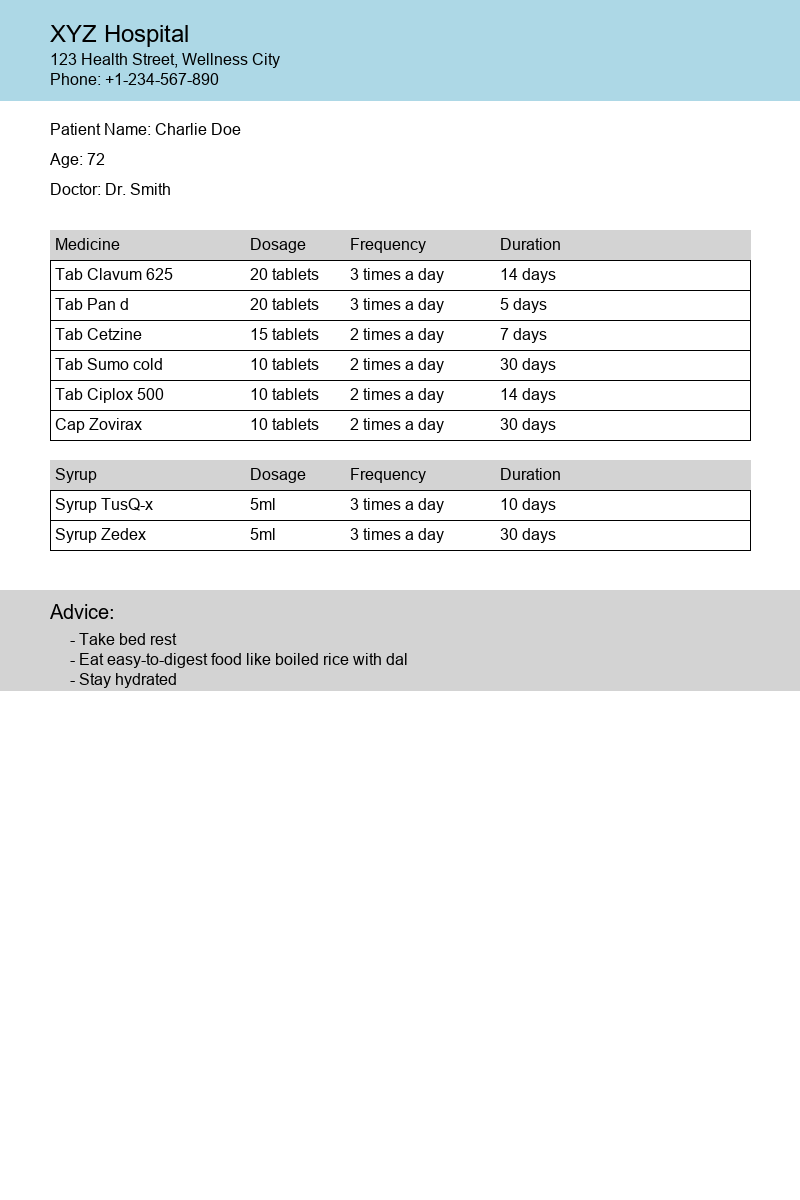 XYZ Hospital
123 Health Street, Wellness City
Phone: +1-234-567-890
Patient Name: Charlie Doe
Age: 72
Doctor: Dr. Smith
Medicine Dosage Frequency Duration
Tab Clavum 625 20 tablets 3 times a day 14 days
Tab Pan d 20 tablets 3 times a day 5 days
Tab Cetzine 15 tablets 2 times a day 7 days
Tab Sumo cold 10 tablets 2 times a day 30 days
Tab Ciplox 500 10 tablets 2 times a day 14 days
Cap Zovirax 10 tablets 2 times a day 30 days
Syrup Dosage Frequency Duration
Syrup TusQ-x 5ml 3 times a day 10 days
Syrup Zedex 5ml 3 times a day 30 days
Advice:
- Take bed rest
- Eat easy-to-digest food like boiled rice with dal
- Stay hydrated